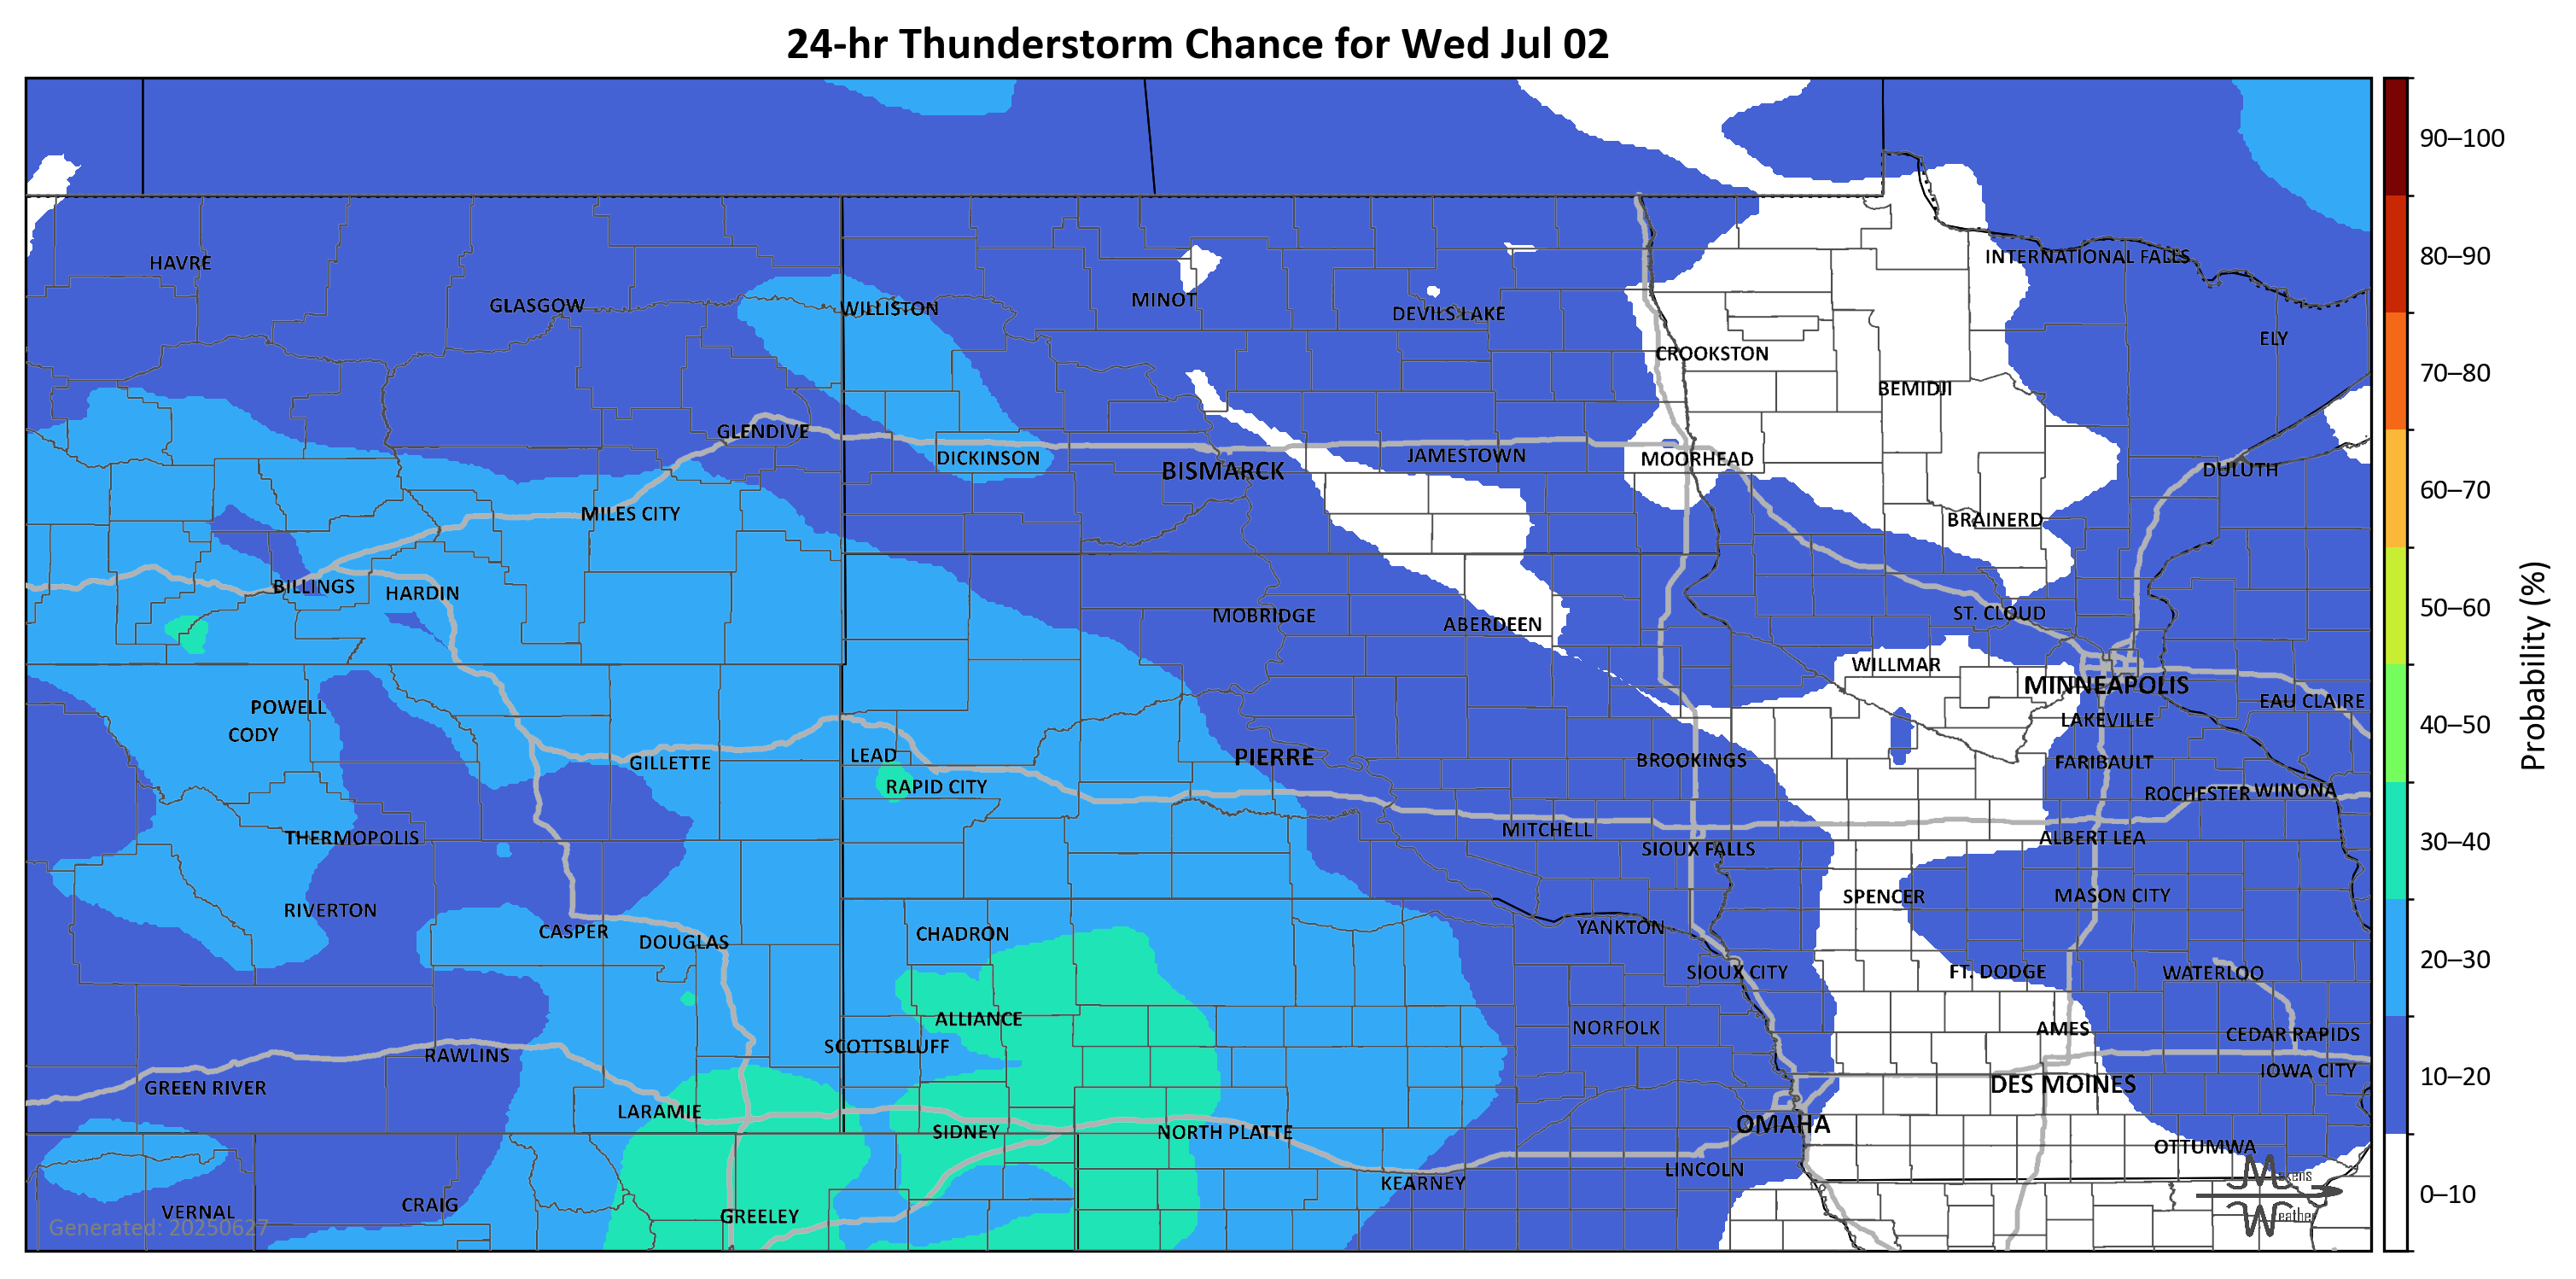 24-hr Thunderstorm Chance for Wed Jul 02
90–100
HAVRE
INTERNATIONAL FALLS
80–90
GLASGOW
WILLISTON
MINOT
DEVILS LAKE
ELY
CROOKSTON
70–80
BEMIDJI
GLENDIVE
DICKINSON
BISMARCK
JAMESTOWN
MOORHEAD
DULUTH
60–70
MILES CITY
BRAINERD
BILLINGS
HARDIN
MOBRIDGE
ABERDEEN
ST. CLOUD
50–60
Probability (%)
WILLMAR
MINNEAPOLIS
POWELL
EAU CLAIRE
CODY
LAKEVILLE
40–50
LEAD
PIERRE
GILLETTE
BROOKINGS
FARIBAULT
RAPID CITY
ROCHESTER
WINONA
THERMOPOLIS
MITCHELL
ALBERT LEA
30–40
SIOUX FALLS
SPENCER
MASON CITY
RIVERTON
CASPER
DOUGLAS
CHADRON
YANKTON
20–30
SIOUX CITY
FT. DODGE
WATERLOO
ALLIANCE
NORFOLK
AMES
CEDAR RAPIDS
SCOTTSBLUFF
RAWLINS
IOWA CITY
10–20
GREEN RIVER
DES MOINES
LARAMIE
OMAHA
SIDNEY
NORTH PLATTE
OTTUMWA
LINCOLN
KEARNEY
Makens
Weather
0–10
VERNAL
CRAIG
GREELEY
Generated: 20250627